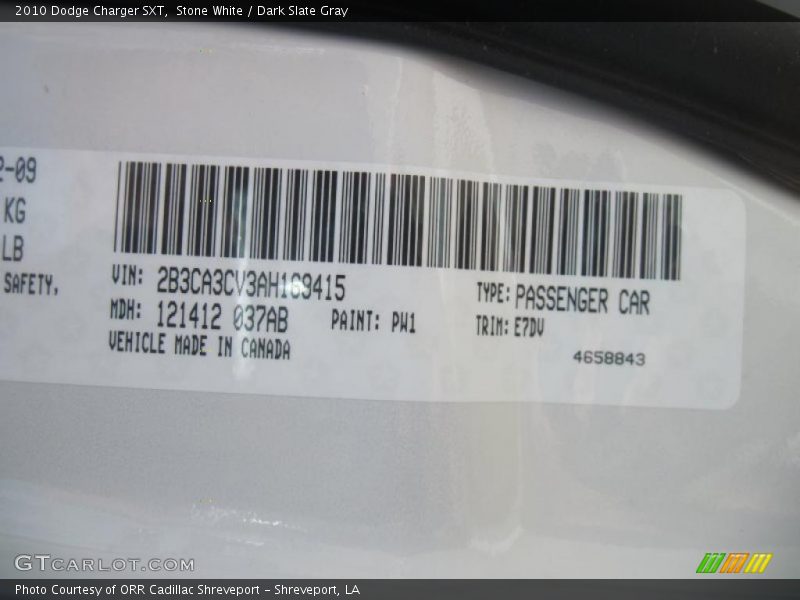 2010 Dodge Charger SXT, Stone White / Dark Slate Gray
2-09
KG
LB
SAFETY.
VIN: 2B3CA3CV3AH169415
TYPE: PASSENGER CAR
MDH: 121412 037AB
PAINT: PW1
TRIM: E7DV
VEHICLE MADE IN CANADA
4658843
GTCARLOT.COM
Photo Courtesy of ORR Cadillac Shreveport - Shreveport, LA